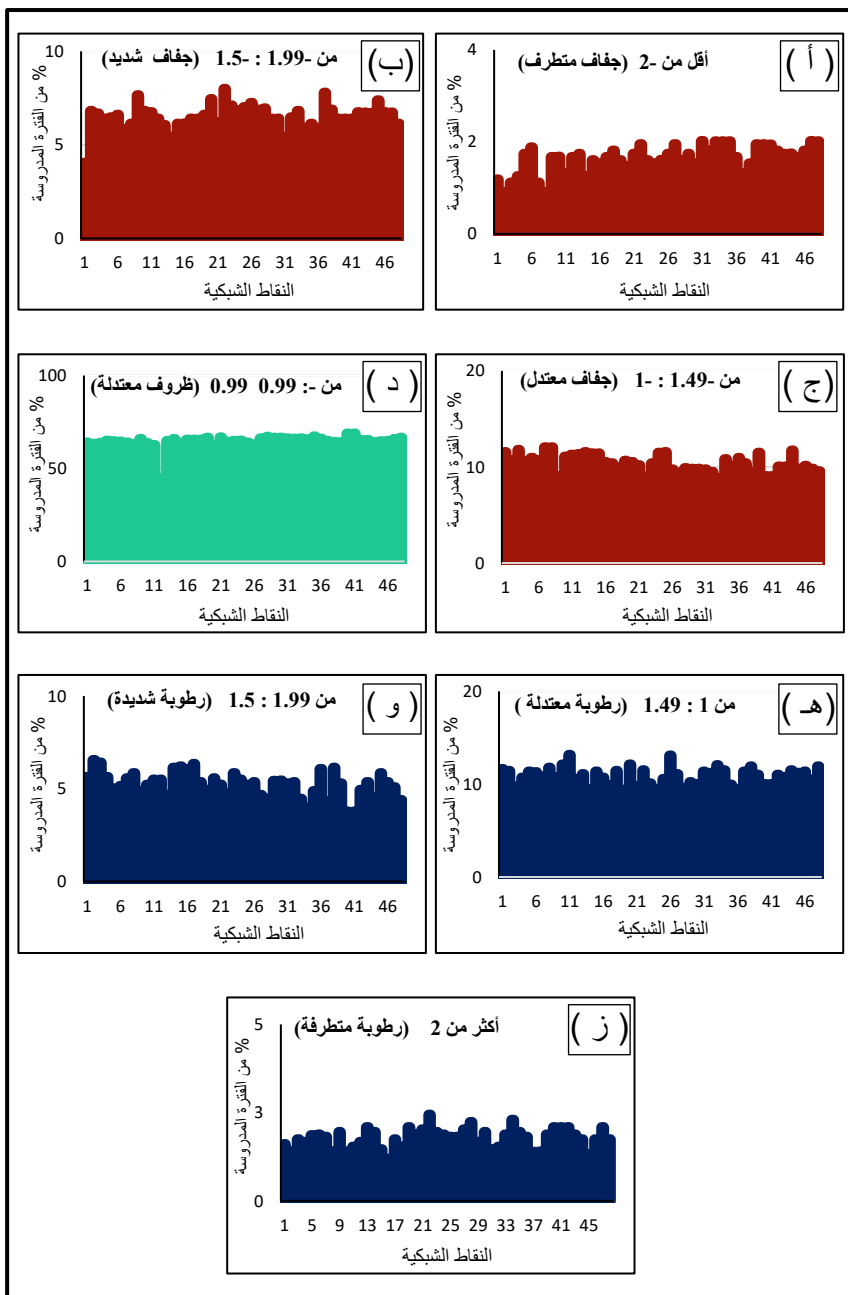 ( أ )
أقل من -2 (جفاف متطرف)
% من الفترة المدروسة
4
2
0
1 6 11 16 21 26 31 36 41 46
النقاط الشبكية
(ب)
من -1.99 : -1.5 (جفاف شديد)
% من الفترة المدروسة
10
5
0
1 6 11 16 21 26 31 36 41 46
النقاط الشبكية
(ج)
من -1.49 : -1 (جفاف معتدل)
% من الفترة المدروسة
20
10
0
1 6 11 16 21 26 31 36 41 46
النقاط الشبكية
( د )
من -: 0.99 0.99 (ظروف معتدلة)
% من الفترة المدروسة
100
50
0
1 6 11 16 21 26 31 36 41 46
النقاط الشبكية
(هـ)
من 1 : 1.49 (رطوبة معتدلة )
% من الفترة المدروسة
20
10
0
1 6 11 16 21 26 31 36 41 46
النقاط الشبكية
( و )
من 1.99 : 1.5 (رطوبة شديدة)
% من الفترة المدروسة
10
5
0
1 6 11 16 21 26 31 36 41 46
النقاط الشبكية
( ز )
أكثر من 2 (رطوبة متطرفة)
% من الفترة المدروسة
5
3
0
1 5 9 13 17 21 25 29 33 37 41 45
النقاط الشبكية